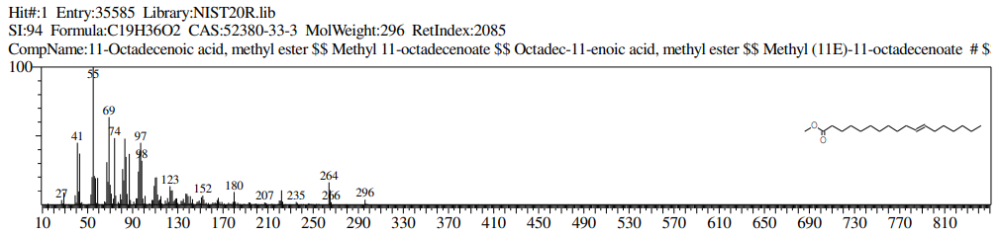 Hit#:1 Entry:35585 Library:NIST20R.lib
SI:94 Formula:C19H36O2 CAS:52380-33-3 MolWeight:296 RetIndex:2085
CompName:11-Octadecenoic acid, methyl ester $$ Methyl 11-octadecenoate $$ Octadec-11-enoic acid, methyl ester $$ Methyl (11E)-11-octadecenoate # $
100
55
69
74
41
97
98
27
123
152
180
207
235
264
266
296
O
O
10 50 90 130 170 210 250 290 330 370 410 450 490 530 570 610 650 690 730 770 810